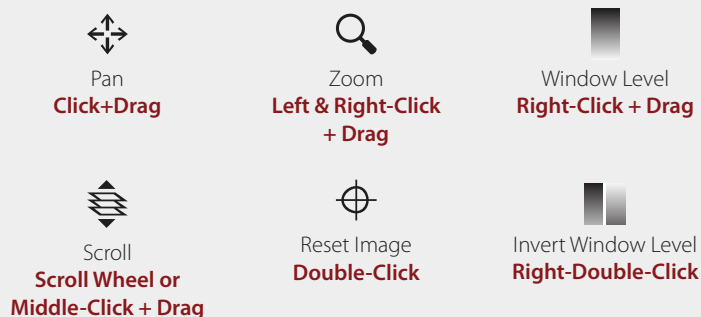 Pan
Click+Drag
Zoom
Left & Right-Click
+ Drag
Window Level
Right-Click + Drag
Scroll
Scroll Wheel or
Middle-Click + Drag
Reset Image
Double-Click
Invert Window Level
Right-Double-Click